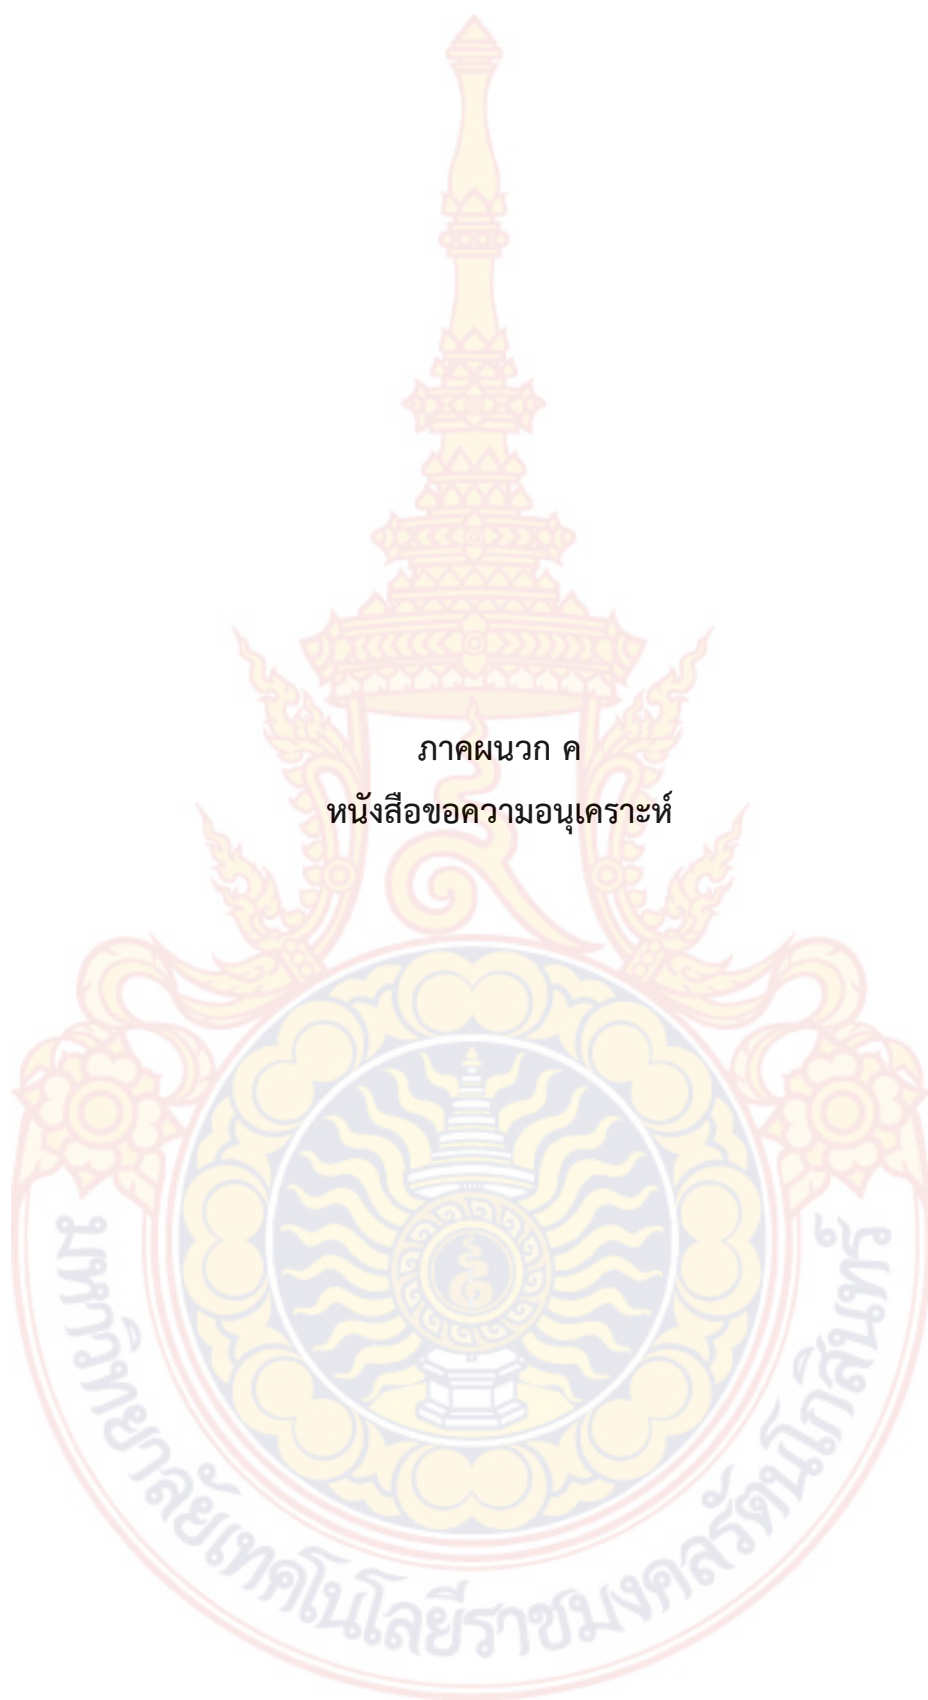 ภาคผนวก ค
หนังสือขอความอนุเคราะห์
มหาวิทยาลัยเทคโนโลยีราชมงคลรัตนโกสินทร์